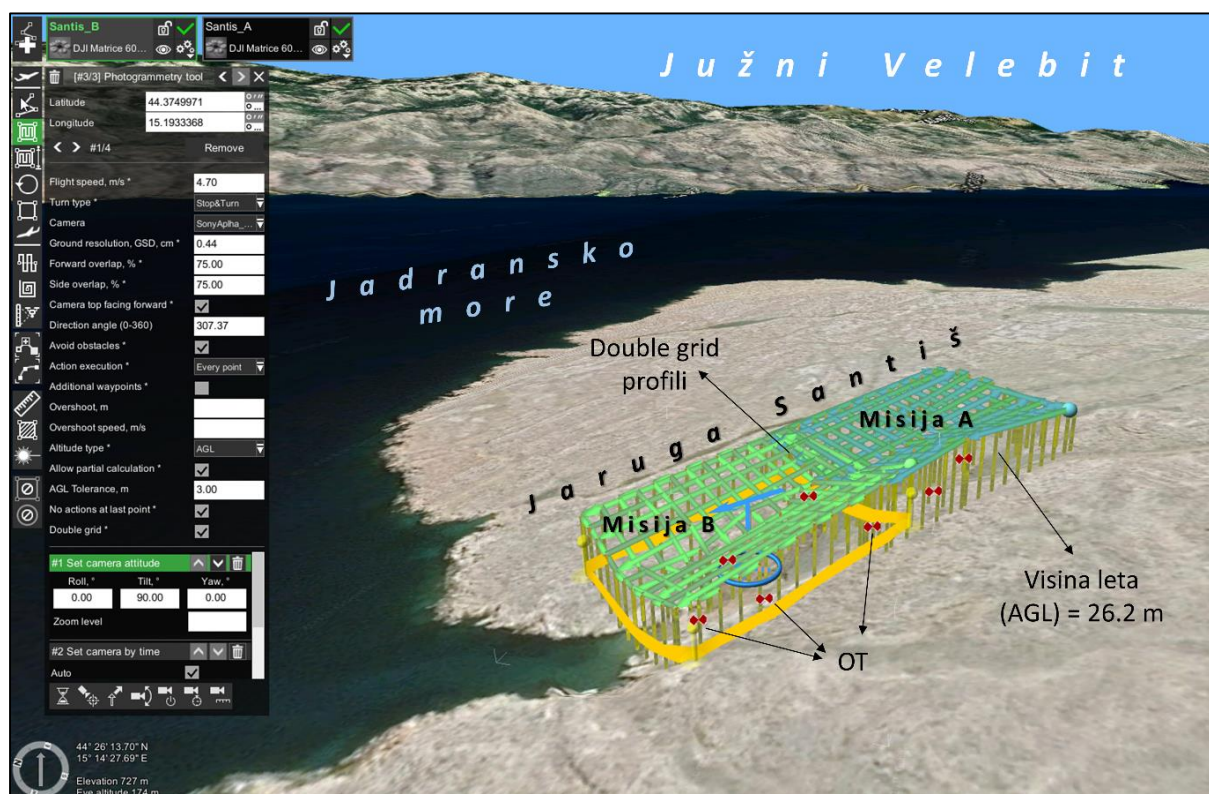 Santis_B
DJI Matrice 60...
Santis_A
DJI Matrice 60...
[#3/3] Photogrammetry tool
Latitude 44.3749971
Longitude 15.1933368
#1/4 Remove
Flight speed, m/s * 4.70
Turn type * Stop&Turn
Camera SonyAplha_...
Ground resolution, GSD, cm * 0.44
Forward overlap, % * 75.00
Side overlap, % * 75.00
Camera top facing forward *
Direction angle (0-360) 307.37
Avoid obstacles *
Action execution * Every point
Additional waypoints *
Overshoot, m
Overshoot speed, m/s
Altitude type * AGL
Allow partial calculation *
AGL Tolerance, m 3.00
No actions at last point *
Double grid *
#1 Set camera attitude
Roll, ° Tilt, ° Yaw, °
0.00 90.00 0.00
Zoom level
#2 Set camera by time
Auto
44° 26' 13.70" N
15° 14' 27.69" E
Elevation 727 m
Eye altitude 174 m
Južni Velebit
Jadransko
more
Double grid
profili
Jaruga Santiš
Misija A
Misija B
Visina leta
(AGL) = 26.2 m
OT